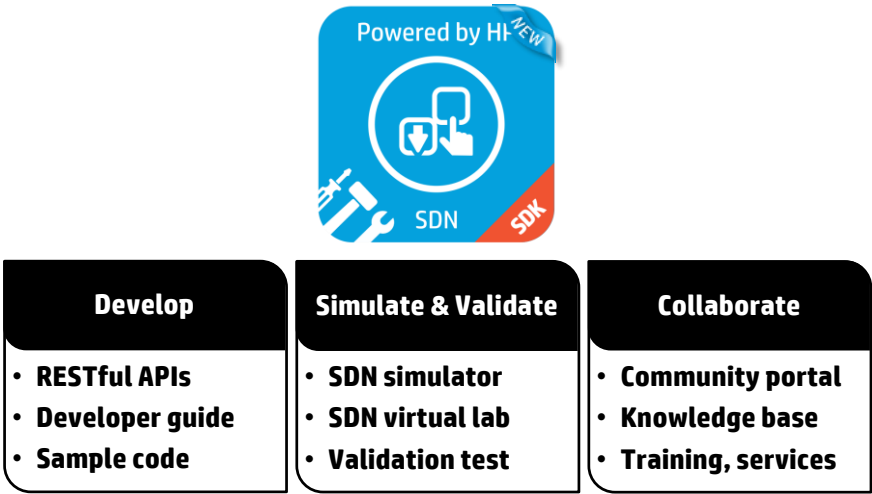 Powered by
NEW
SDN
SDK
Develop
• RESTful APIs
• Developer guide
• Sample code
Simulate & Validate
• SDN simulator
• SDN virtual lab
• Validation test
Collaborate
• Community portal
• Knowledge base
• Training, services